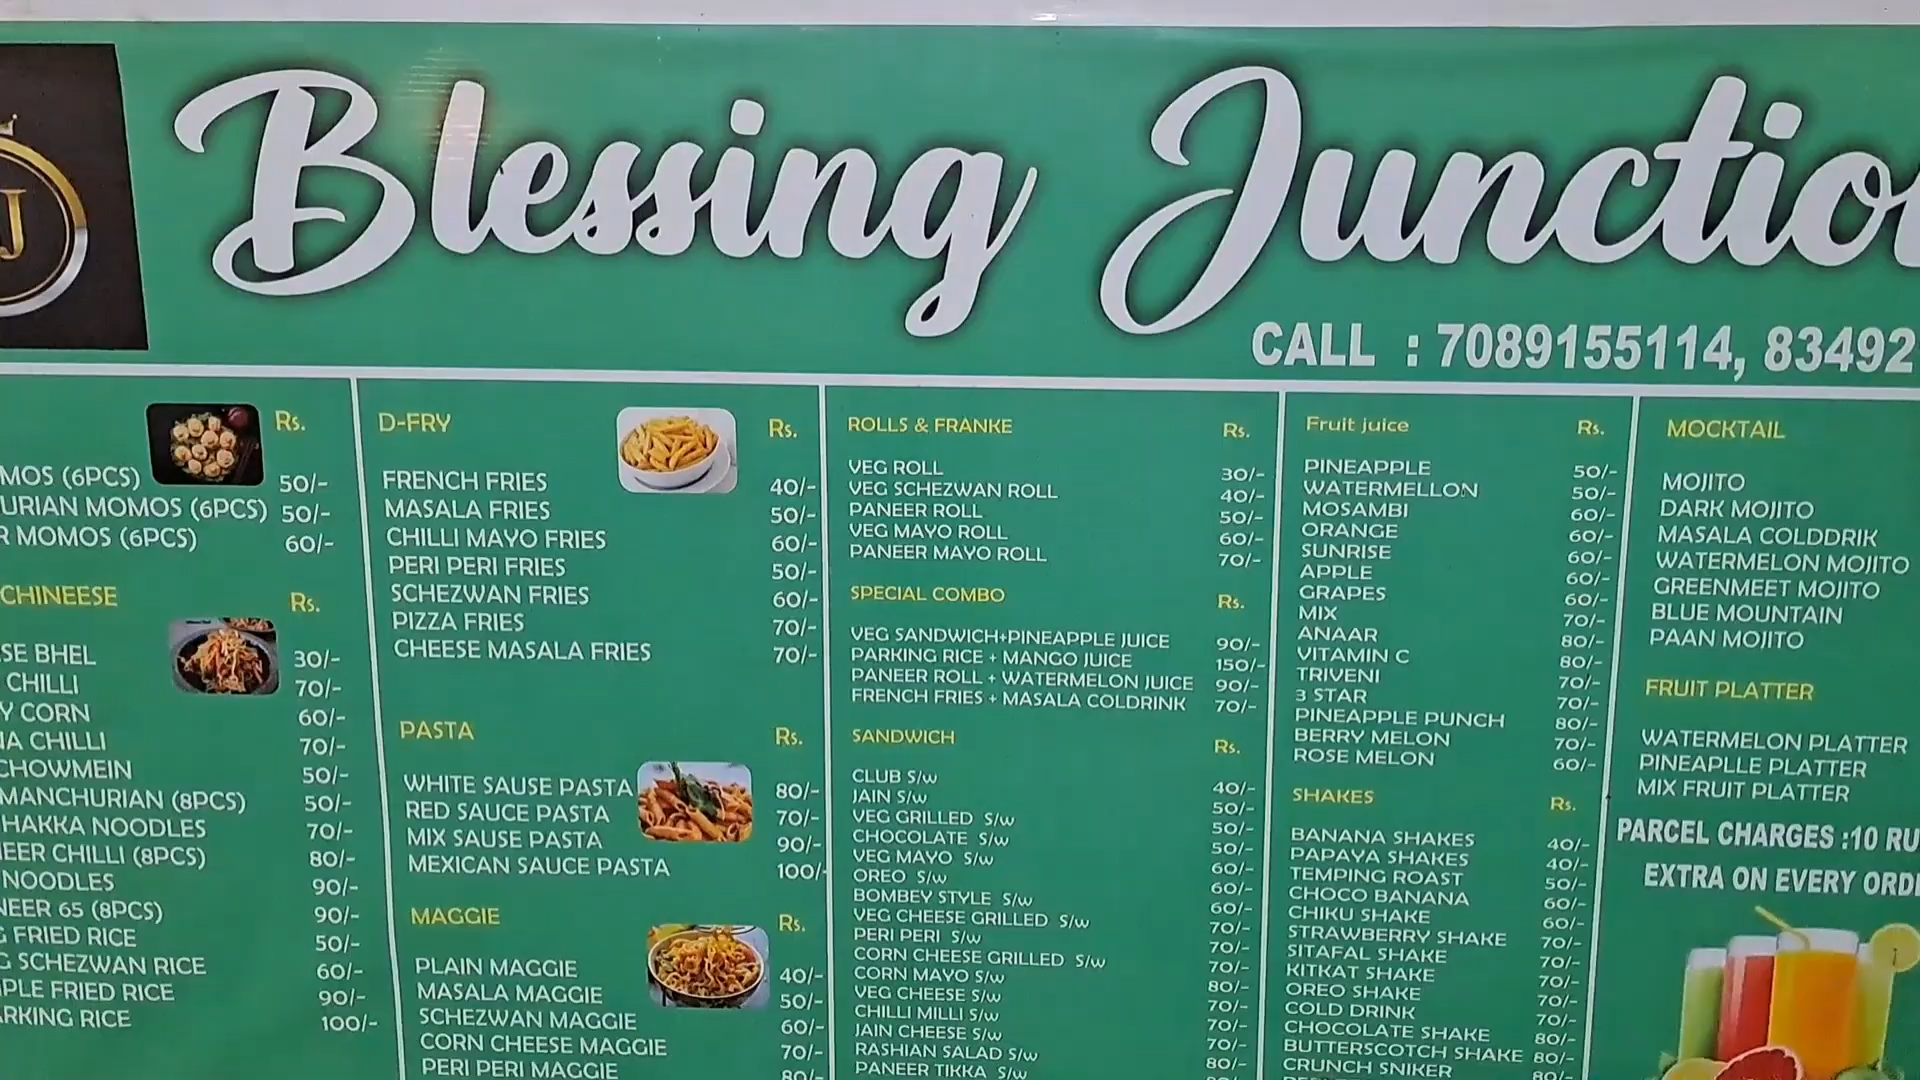 J
Blessing Junctio
CALL : 7089155114, 83492
Rs.
MOS (6PCS) 50/-
URIAN MOMOS (6PCS) 50/-
R MOMOS (6PCS) 60/-
CHINEESE Rs.
SE BHEL 30/-
CHILLI 70/-
Y CORN 60/-
NA CHILLI 70/-
CHOWMEIN 50/-
MANCHURIAN (8PCS) 50/-
HAKKA NOODLES 70/-
NEER CHILLI (8PCS) 80/-
NOODLES 90/-
NEER 65 (8PCS) 90/-
G FRIED RICE 50/-
G SCHEZWAN RICE 60/-
IPLE FRIED RICE 90/-
ARKING RICE 100/-
D-FRY Rs.
FRENCH FRIES 40/-
MASALA FRIES 50/-
CHILLI MAYO FRIES 60/-
PERI PERI FRIES 50/-
SCHEZWAN FRIES 60/-
PIZZA FRIES 70/-
CHEESE MASALA FRIES 70/-
PASTA Rs.
WHITE SAUSE PASTA 80/-
RED SAUCE PASTA 70/-
MIX SAUSE PASTA 90/-
MEXICAN SAUCE PASTA 100/-
MAGGIE Rs.
PLAIN MAGGIE 40/-
MASALA MAGGIE 50/-
SCHEZWAN MAGGIE 60/-
CORN CHEESE MAGGIE 70/-
PERI PERI MAGGIE 80/-
ROLLS & FRANKE Rs.
VEG ROLL 30/-
VEG SCHEZWAN ROLL 40/-
PANEER ROLL 50/-
VEG MAYO ROLL 60/-
PANEER MAYO ROLL 70/-
SPECIAL COMBO Rs.
VEG SANDWICH+PINEAPPLE JUICE 90/-
PARKING RICE + MANGO JUICE 150/-
PANEER ROLL + WATERMELON JUICE 90/-
FRENCH FRIES + MASALA COLDRINK 70/-
SANDWICH Rs.
CLUB S/w 40/-
JAIN S/w 50/-
VEG GRILLED S/w 50/-
CHOCOLATE S/w 50/-
VEG MAYO S/w 60/-
OREO S/w 60/-
BOMBEY STYLE S/w 60/-
VEG CHEESE GRILLED S/w 70/-
PERI PERI S/w 70/-
CORN CHEESE GRILLED S/w 80/-
CORN MAYO S/w 70/-
VEG CHEESE S/w 70/-
CHILLI MILLI S/w 70/-
JAIN CHEESE S/w 80/-
RASHIAN SALAD S/w
PANEER TIKKA S/w
Fruit juice Rs.
PINEAPPLE 50/-
WATERMELLON 50/-
MOSAMBI 60/-
ORANGE 60/-
SUNRISE 60/-
APPLE 60/-
GRAPES 60/-
MIX 70/-
ANAAR 80/-
VITAMIN C 80/-
TRIVENI 70/-
3 STAR 70/-
PINEAPPLE PUNCH 80/-
BERRY MELON 70/-
ROSE MELON 60/-
SHAKES Rs.
BANANA SHAKES 40/-
PAPAYA SHAKES 40/-
TEMPING ROAST 50/-
CHOCO BANANA 60/-
CHIKU SHAKE 60/-
STRAWBERRY SHAKE 70/-
SITAFAL SHAKE 70/-
KITKAT SHAKE 70/-
OREO SHAKE 70/-
COLD DRINK 70/-
CHOCOLATE SHAKE 80/-
BUTTERSCOTCH SHAKE 80/-
CRUNCH SNIKER 80/-
MOCKTAIL
MOJITO
DARK MOJITO
MASALA COLDDRIK
WATERMELON MOJITO
GREENMEET MOJITO
BLUE MOUNTAIN
PAAN MOJITO
FRUIT PLATTER
WATERMELON PLATTER
PINEAPLLE PLATTER
MIX FRUIT PLATTER
PARCEL CHARGES :10 RU
EXTRA ON EVERY ORD